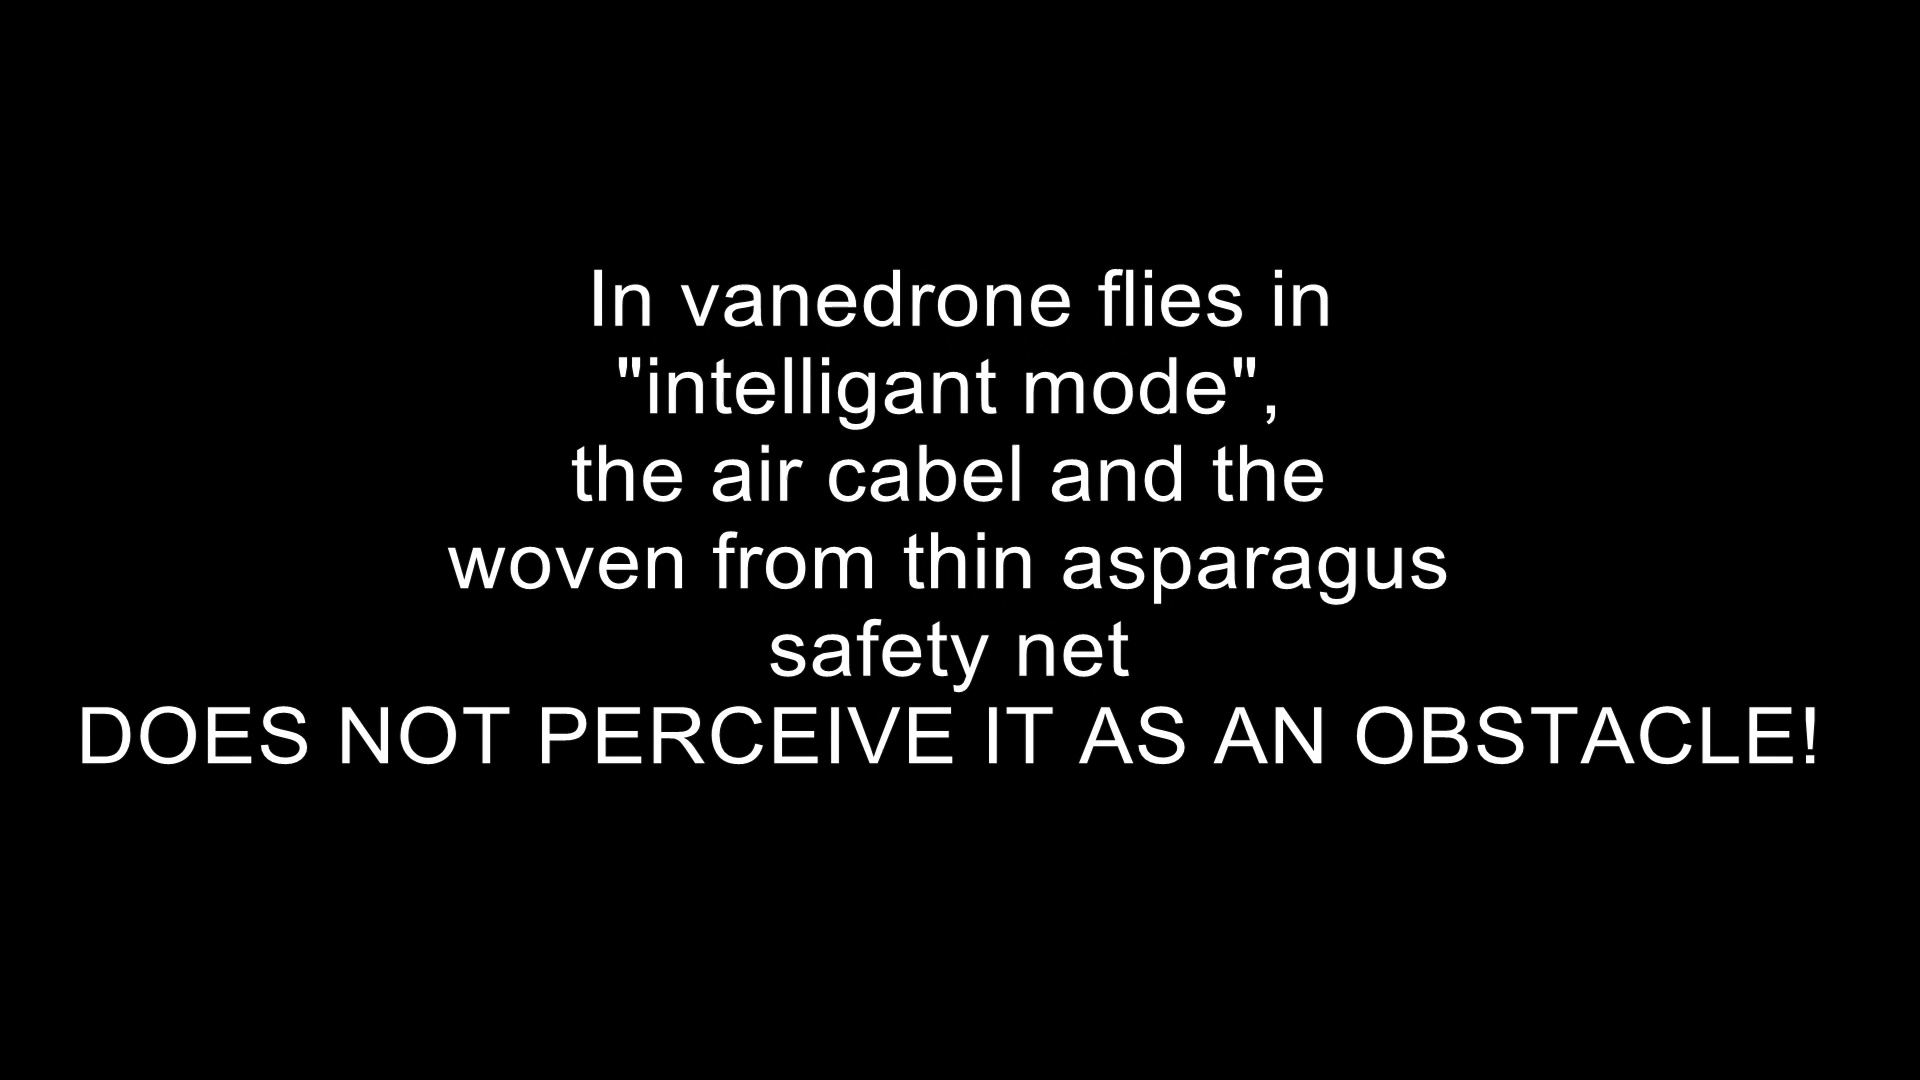 In vanedrone flies in
"intelligant mode",
the air cabel and the
woven from thin asparagus
safety net
DOES NOT PERCEIVE IT AS AN OBSTACLE!